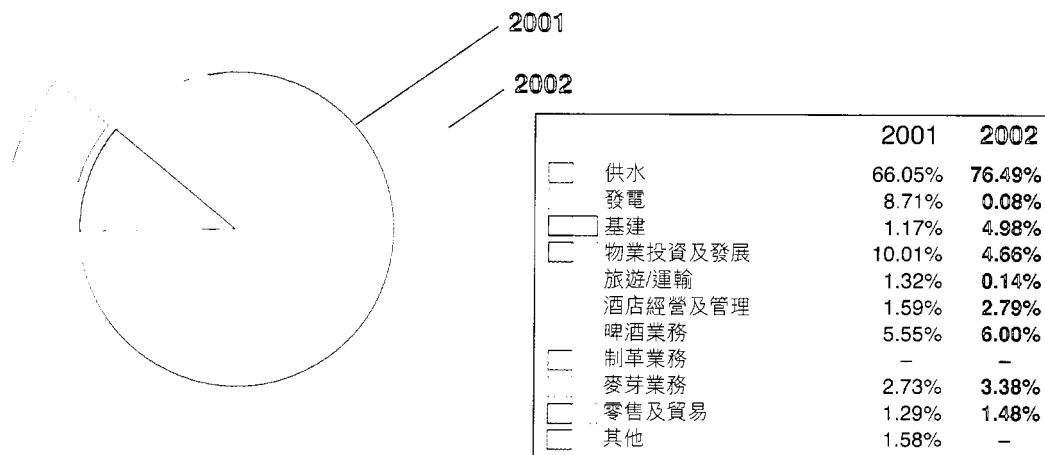 2001
2002
2001 2002
供水 66.05% 76.49%
發電 8.71% 0.08%
基建 1.17% 4.98%
物業投資及發展 10.01% 4.66%
旅遊/運輸 1.32% 0.14%
酒店經營及管理 1.59% 2.79%
啤酒業務 5.55% 6.00%
制革業務 – –
麥芽業務 2.73% 3.38%
零售及貿易 1.29% 1.48%
其他 1.58% –